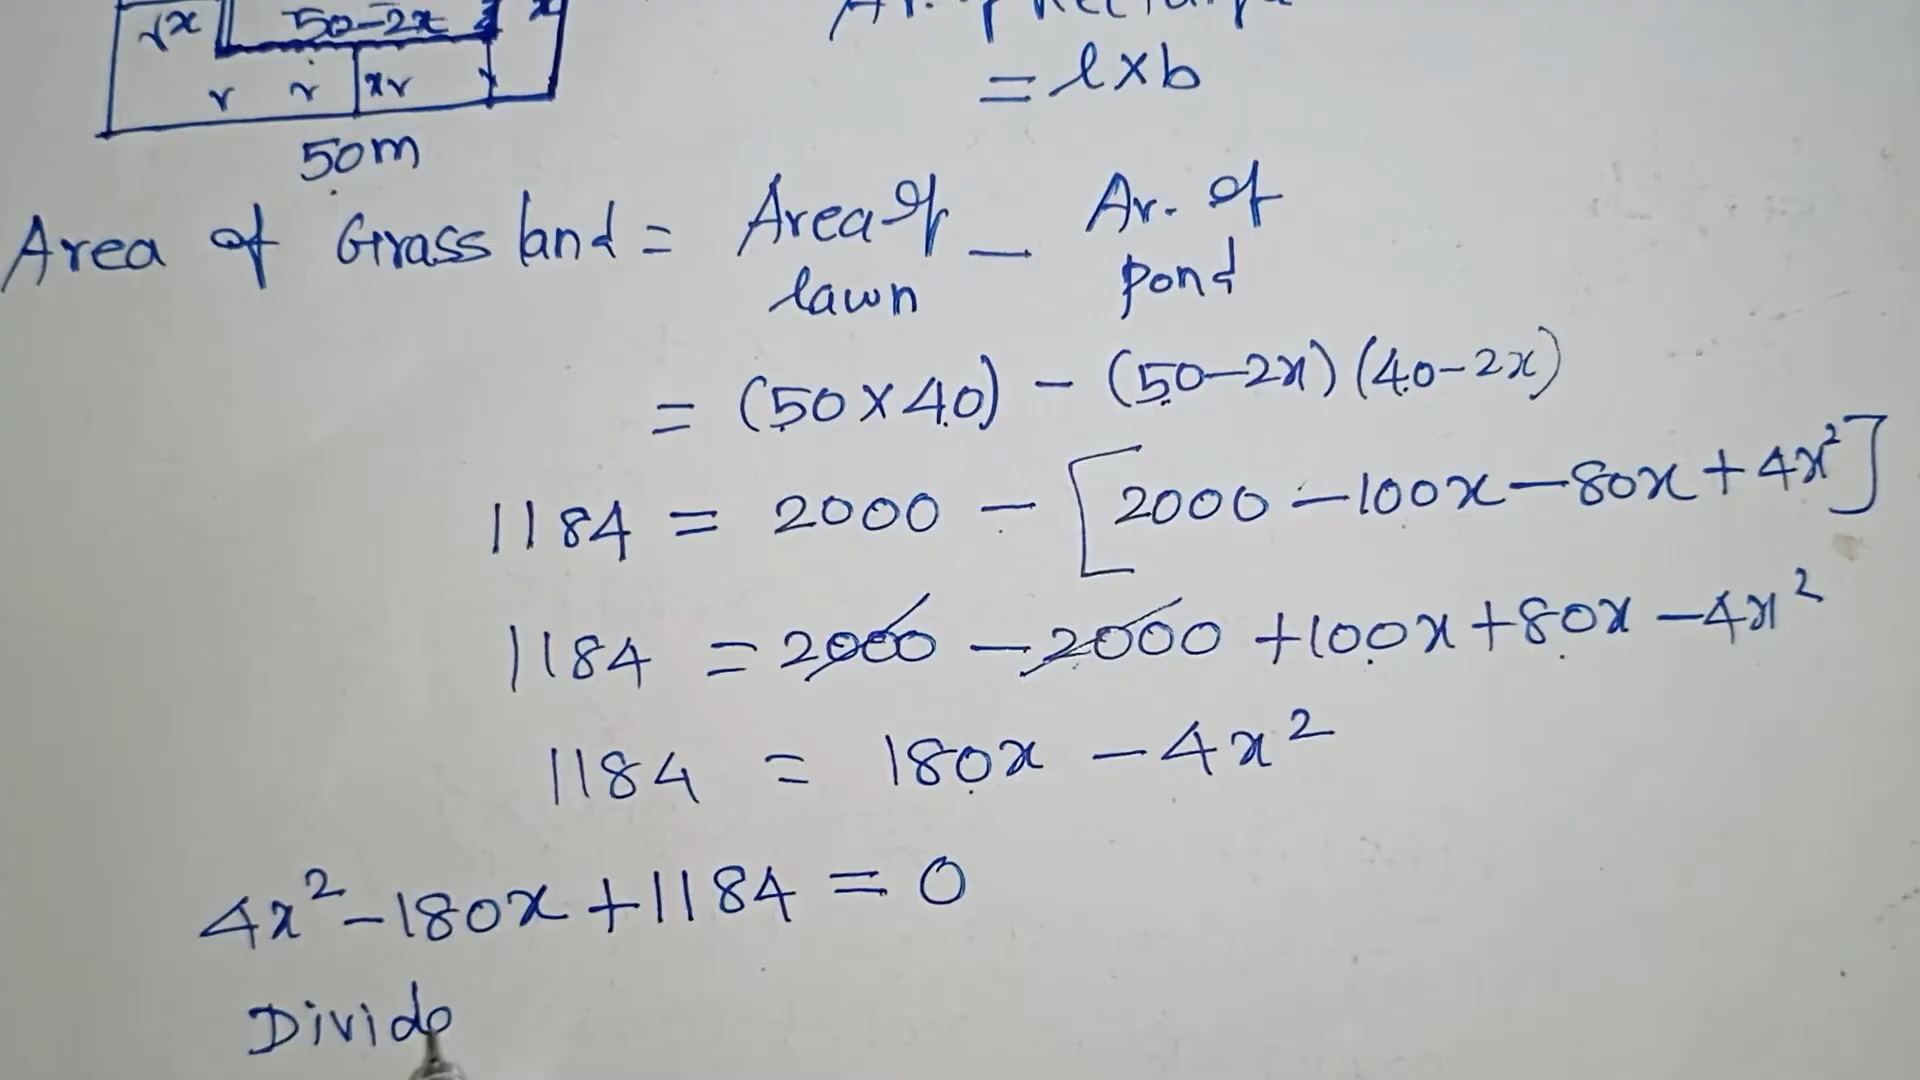 x 50-2x x
x
50m
= l×b
Area of Grass land = Area of lawn - Ar. of pond
= (50×40) - (50-2x)(40-2x)
1184 = 2000 - [2000-100x-80x+4x²]
1184 = 2000 - 2000 +100x+80x-4x²
1184 = 180x - 4x²
4x²-180x+1184 = 0
Divide